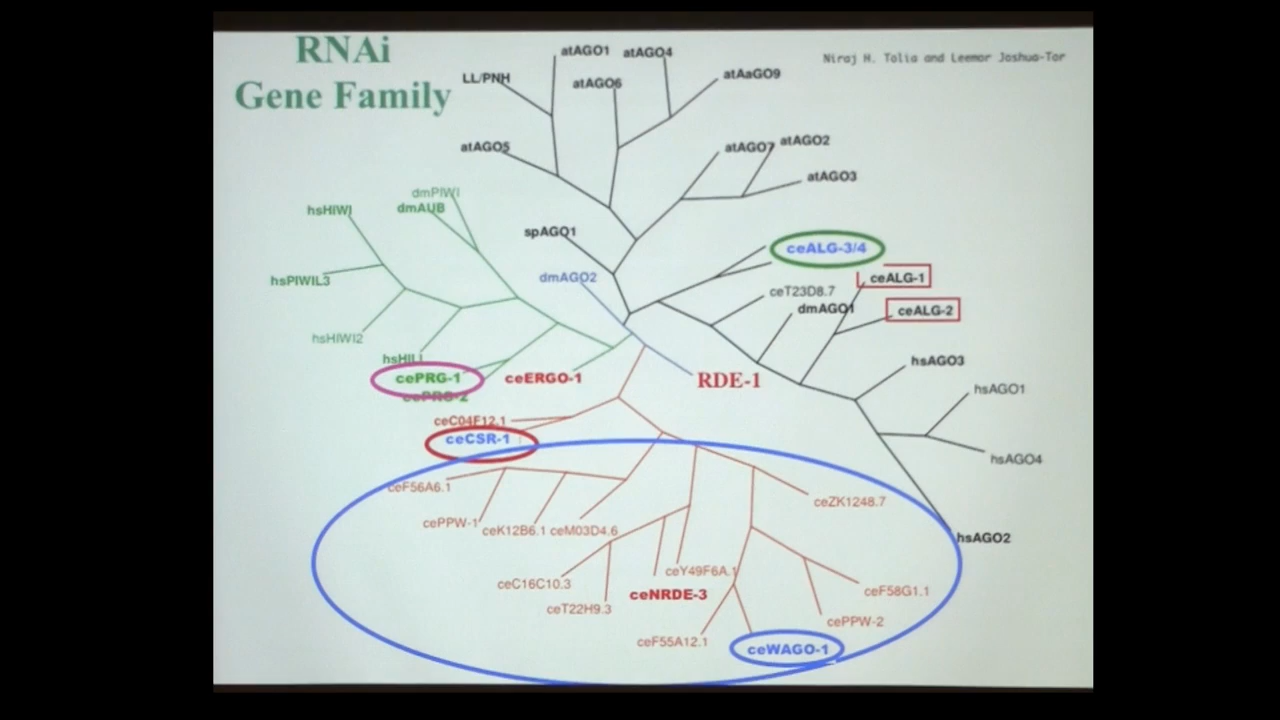 RNAi
Gene Family
Niraj H. Tolia and Leemor Joshua-Tor
atAGO1
atAGO4
LL/PNH
atAGO6
atAaGO9
atAGO5
atAGO7
atAGO2
atAGO3
dmPIWI
dmAUB
hsHIWI
spAGO1
ceALG-3/4
hsPIWIL3
dmAGO2
ceT23D8.7
ceALG-1
dmAGO1
ceALG-2
hsHIWI2
hsHILI
cePRG-1
cePRG-2
ceERGO-1
RDE-1
hsAGO3
hsAGO1
ceC04F12.1
ceCSR-1
hsAGO4
ceF56A6.1
ceZK1248.7
cePPW-1
ceK12B6.1
ceM03D4.6
hsAGO2
ceC16C10.3
ceY49F6A.1
ceNRDE-3
ceF58G1.1
ceT22H9.3
cePPW-2
ceF55A12.1
ceWAGO-1